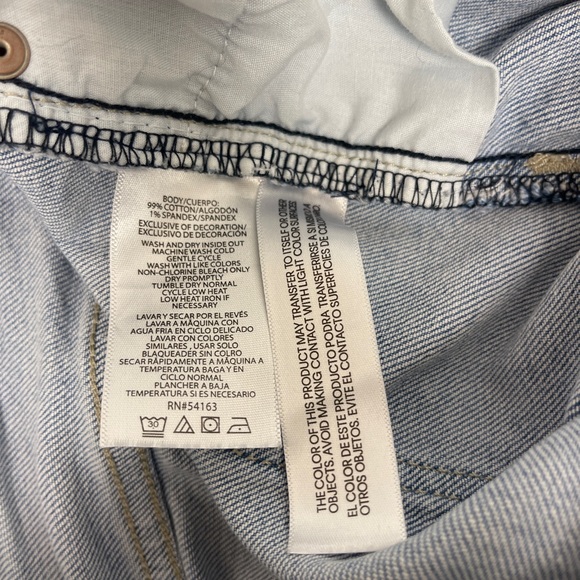 BODY/CUERPO:
99% COTTON/ALGODÓN
1% SPANDEX/SPANDEX
EXCLUSIVE OF DECORATION/
EXCLUSIVO DE DECORACIÓN
WASH AND DRY INSIDE OUT
MACHINE WASH COLD
GENTLE CYCLE
WASH WITH LIKE COLORS
NON-CHLORINE BLEACH ONLY
DRY PROMPTLY
TUMBLE DRY NORMAL
CYCLE LOW HEAT
LOW HEAT IRON IF
NECESSARY
LAVAR Y SECAR POR EL REVÉS
LAVAR A MÁQUINA CON
AGUA FRIA EN CICLO DELICADO
LAVAR CON COLORES
SIMILARES , USAR SOLO
BLAQUEADER SIN COLRO
SECAR RÁPIDAMENTE A MÁQUINA A
TEMPERATURA BAGA Y EN
CICLO NORMAL
PLANCHER A BAJA
TEMPERATURA SI ES NECESARIO
RN#54163
30
THE COLOR OF THIS PRODUCT MAY TRANSFER TO ITSELF OR OTHER
OBJECTS. AVOID MAKING CONTACT WITH LIGHT COLOR SURFACES
EL COLOR DE ESTE PRODUCTO PODRA TRANSFERIRSE A SI MISMO A
OTROS OBJETOS. EVITE EL CONTACTO SUPERFICIES DE COLOR